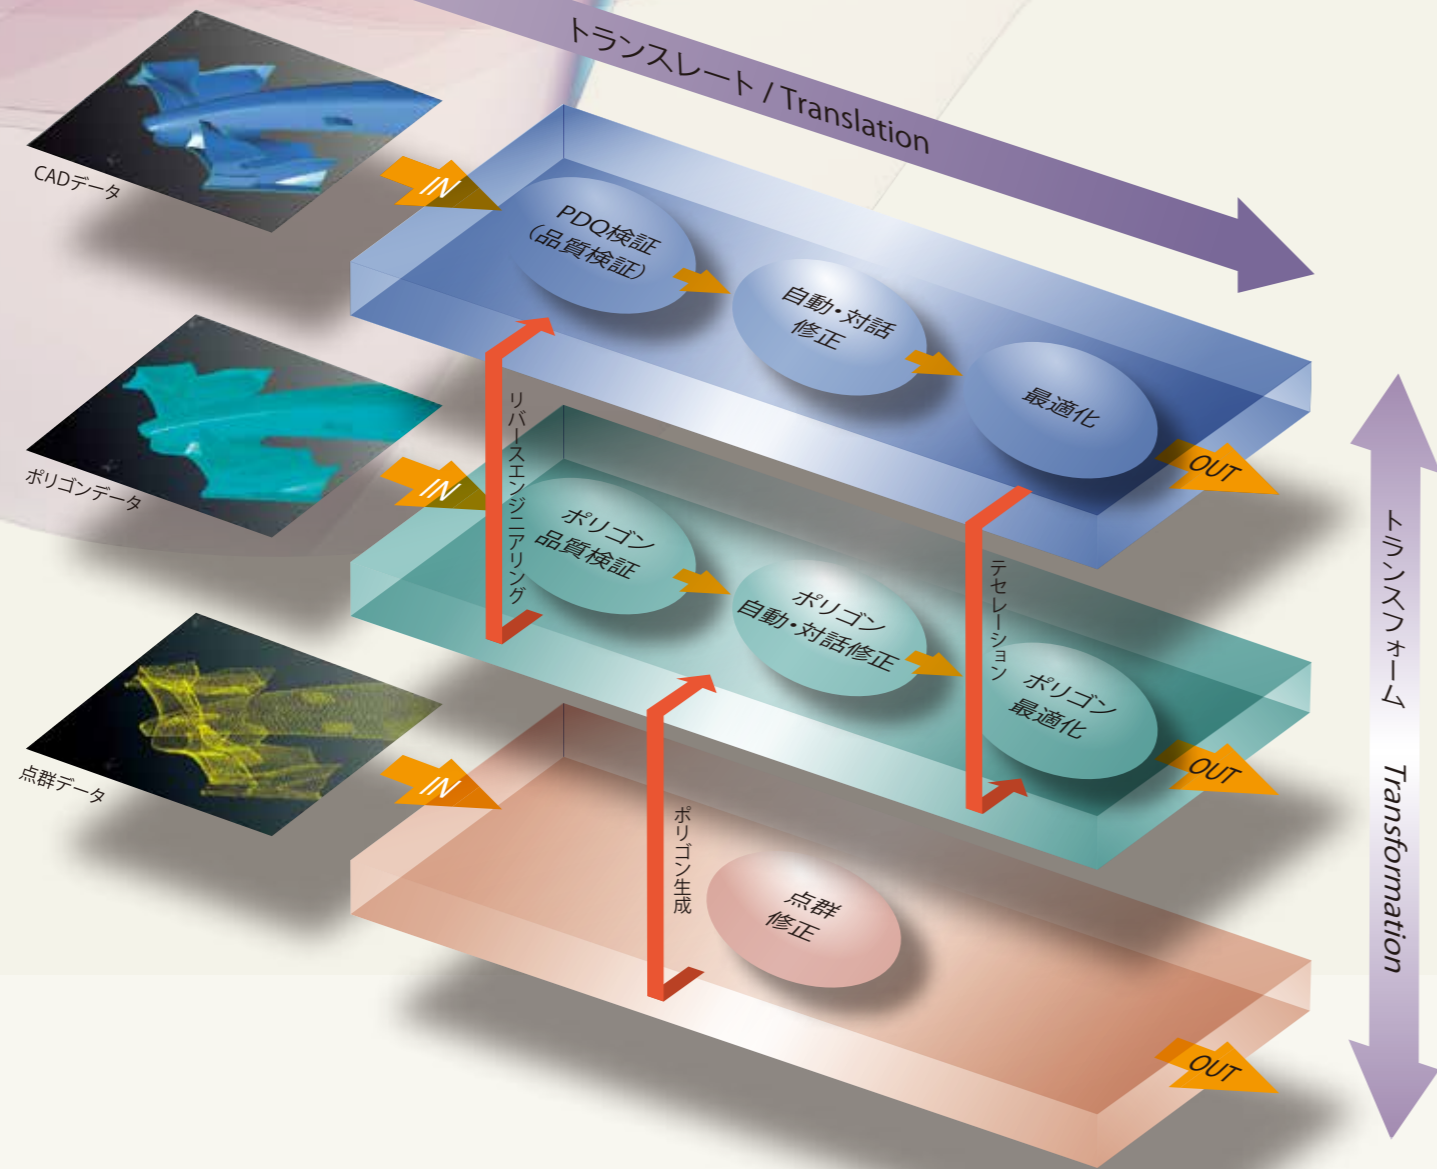 トランスレート / Translation
CADデータ
IN
PDQ検証
(品質検証)
自動・対話
修正
最適化
OUT
リバースエンジニアリング
ポリゴンデータ
IN
ポリゴン
品質検証
ポリゴン
自動・対話修正
テセレーション
ポリゴン
最適化
OUT
点群データ
IN
ポリゴン生成
点群
修正
OUT
トランスフォーム Transformation